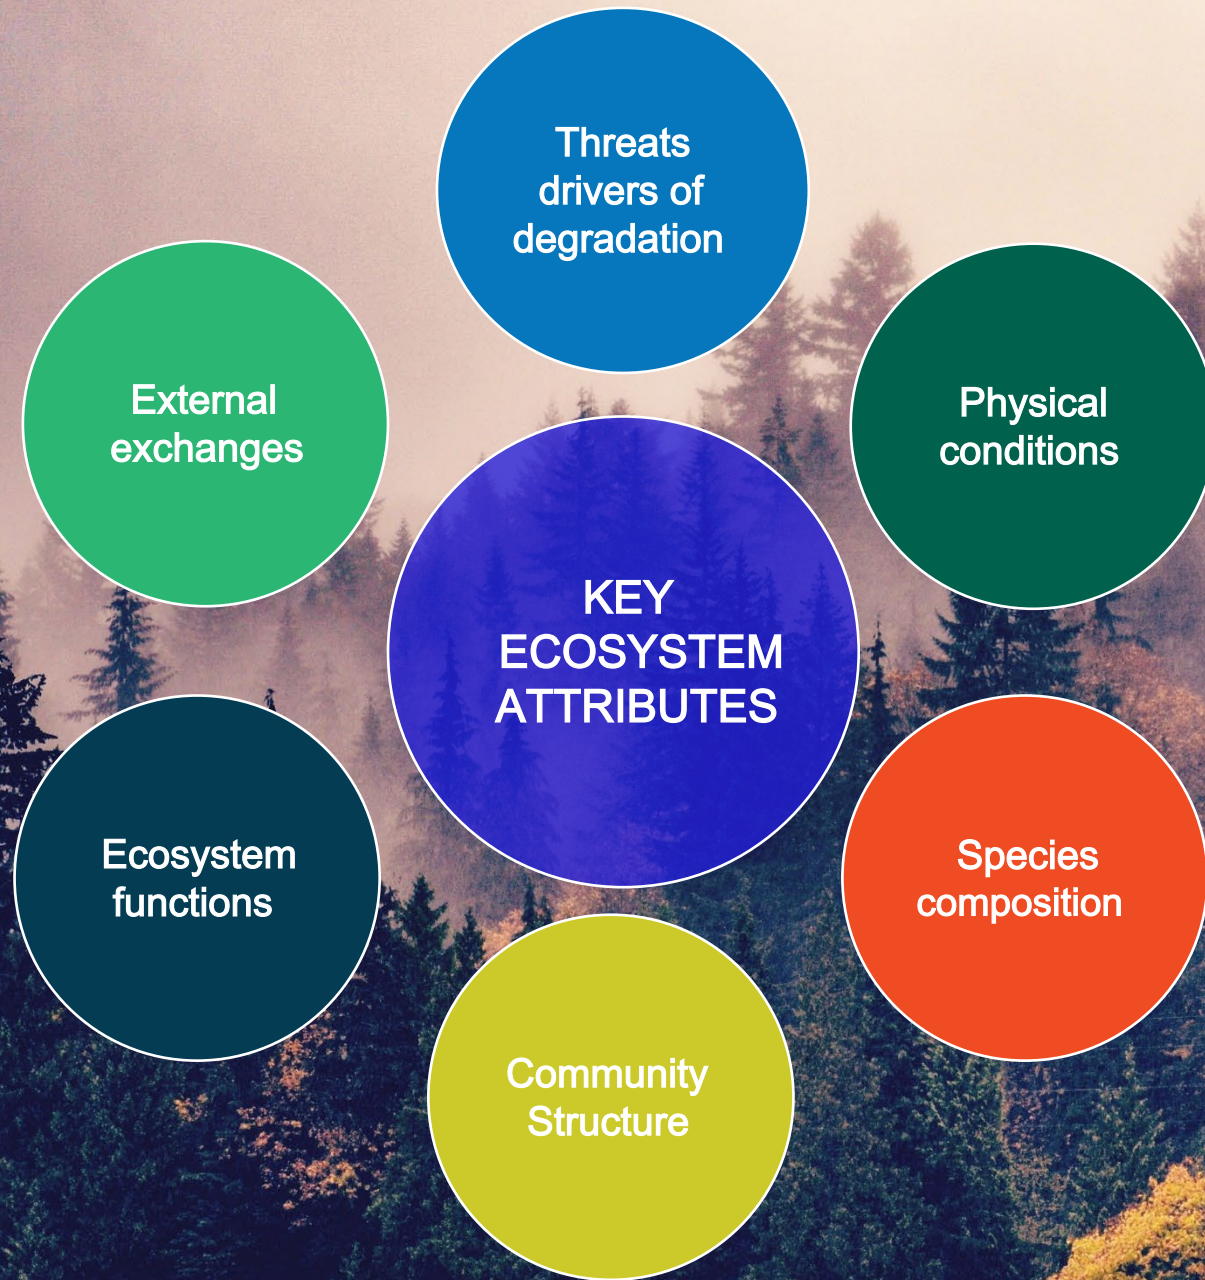 Threats
drivers of
degradation
External
exchanges
Physical
conditions
KEY
ECOSYSTEM
ATTRIBUTES
Ecosystem
functions
Species
composition
Community
Structure